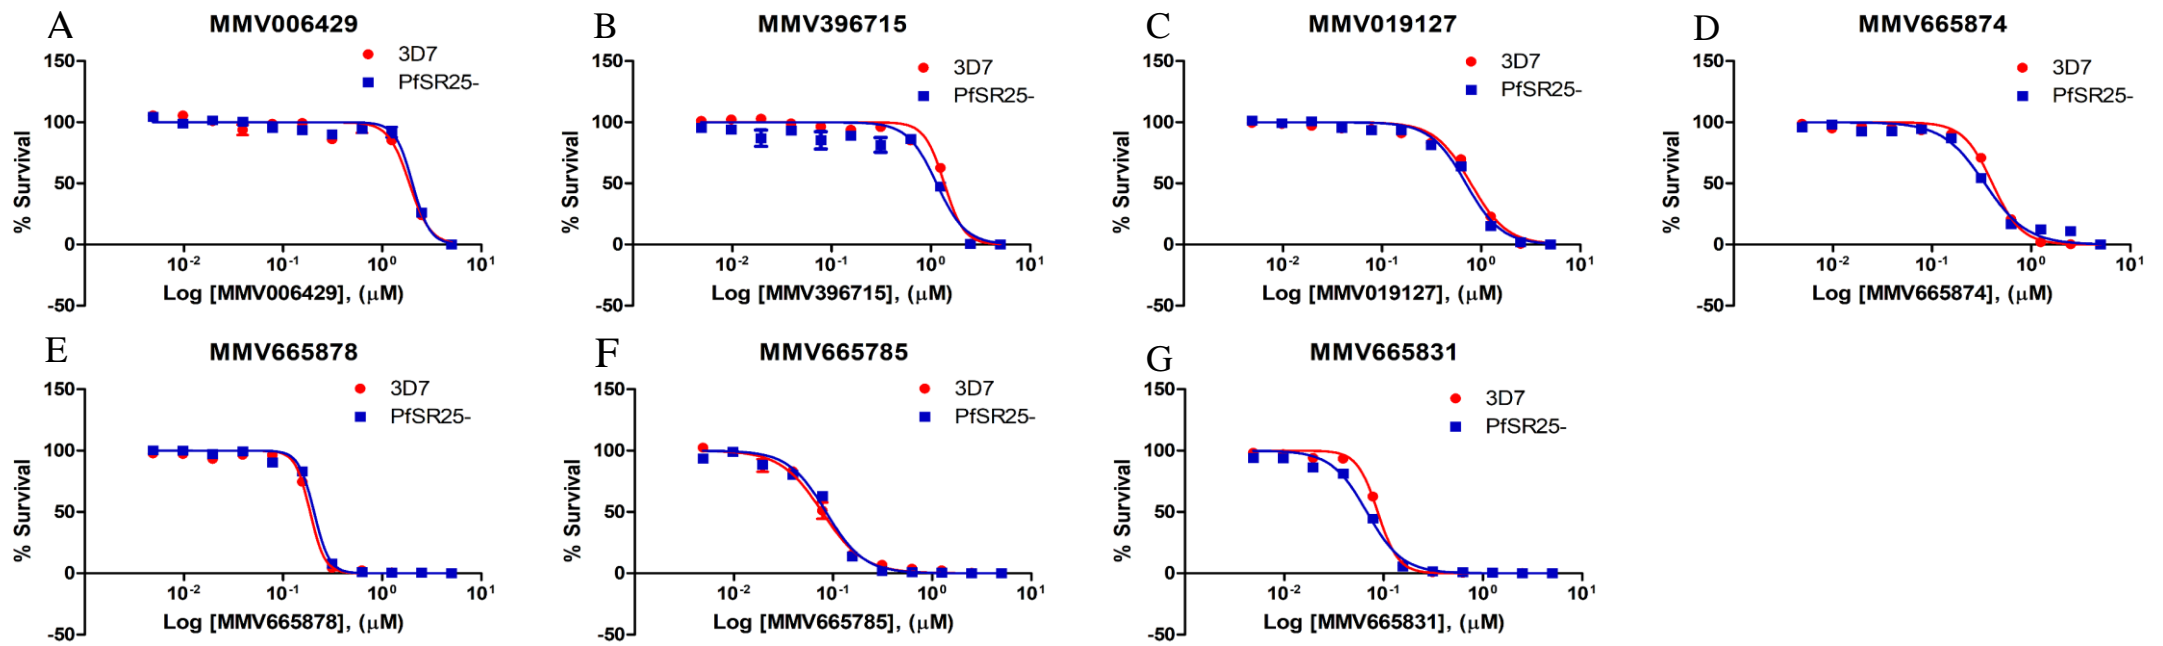 A
MMV006429
3D7
PfSR25-
150
100
50
0
-50
% Survival
10-2
10-1
100
101
Log [MMV006429], (μM)
B
MMV396715
3D7
PfSR25-
150
100
50
0
-50
% Survival
10-2
10-1
100
101
Log [MMV396715], (μM)
C
MMV019127
3D7
PfSR25-
150
100
50
0
-50
% Survival
10-2
10-1
100
101
Log [MMV019127], (μM)
D
MMV665874
3D7
PfSR25-
150
100
50
0
-50
% Survival
10-2
10-1
100
101
Log [MMV665874], (μM)
E
MMV665878
3D7
PfSR25-
150
100
50
0
-50
% Survival
10-2
10-1
100
101
Log [MMV665878], (μM)
F
MMV665785
3D7
PfSR25-
150
100
50
0
-50
% Survival
10-2
10-1
100
101
Log [MMV665785], (μM)
G
MMV665831
3D7
PfSR25-
150
100
50
0
-50
% Survival
10-2
10-1
100
101
Log [MMV665831], (μM)